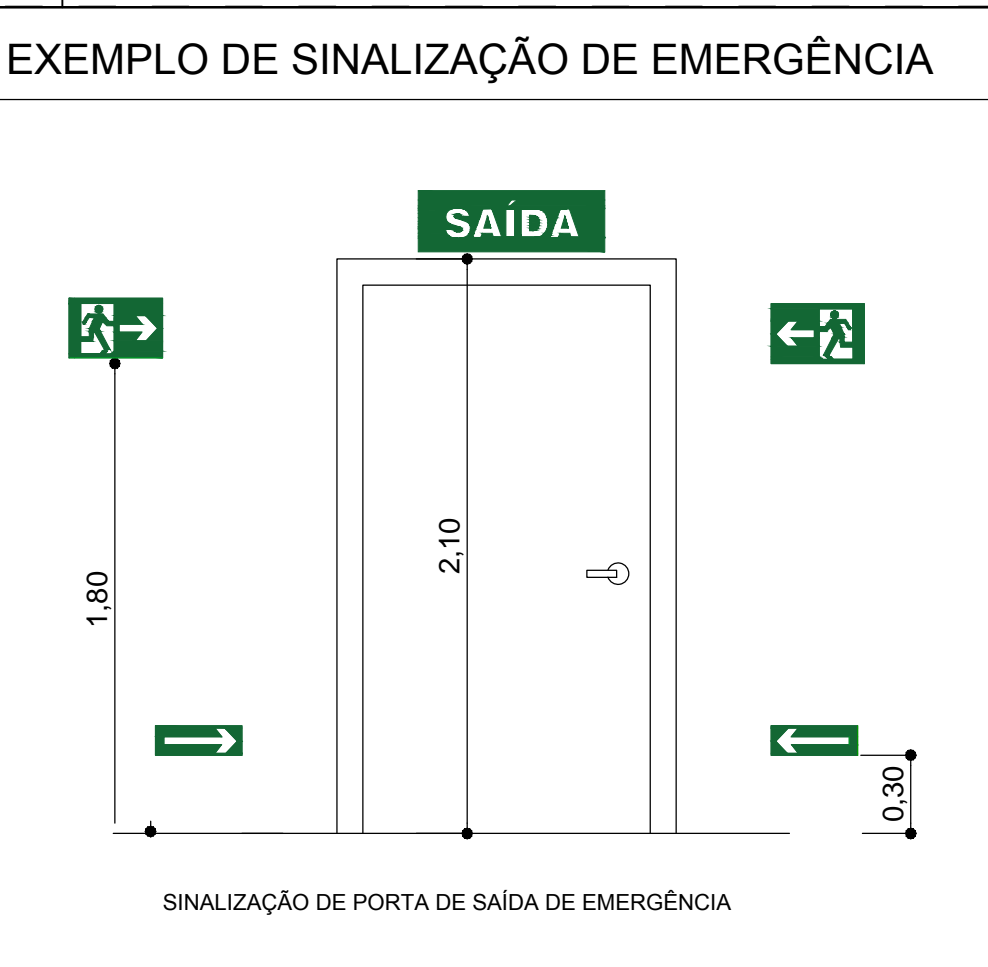 EXEMPLO DE SINALIZAÇÃO DE EMERGÊNCIA
SAÍDA
2,10
1,80
0,30
SINALIZAÇÃO DE PORTA DE SAÍDA DE EMERGÊNCIA